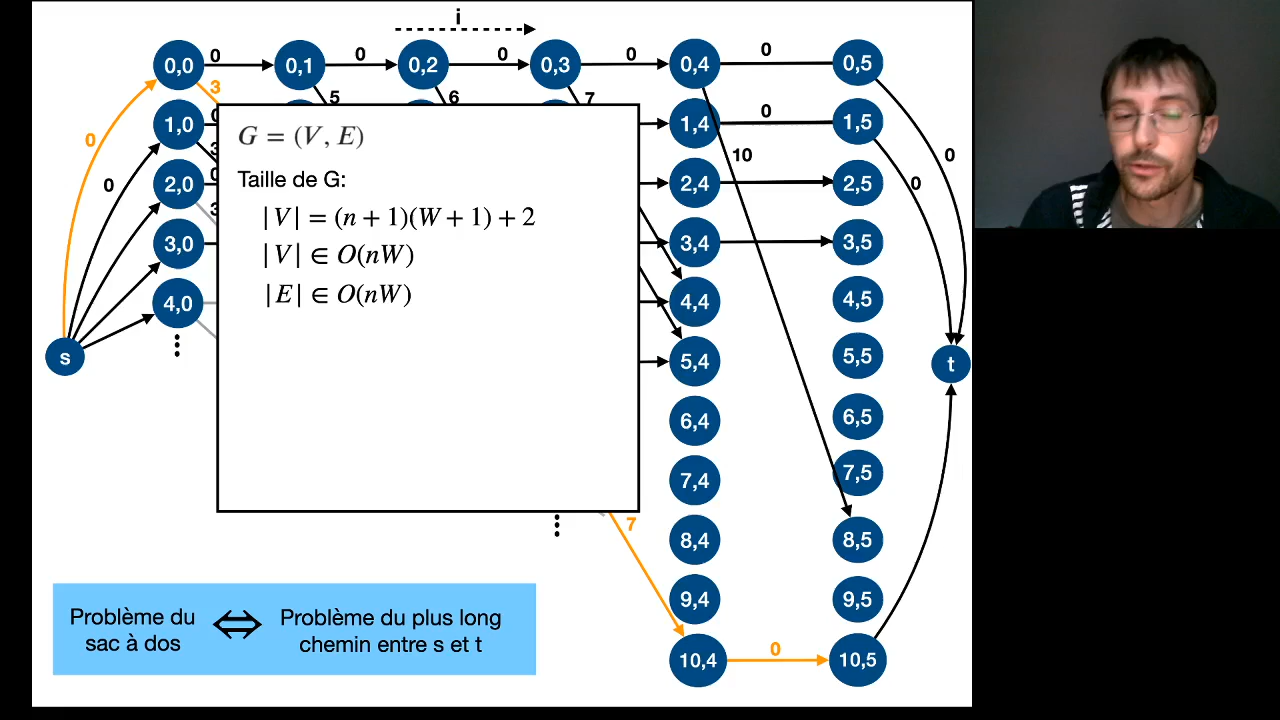 i
0 0 0 0 0
0,0 0,1 0,2 0,3 0,4 0,5
3 5 6 7
1,0 1,4 0 1,5
0 0 10 0
2,0 2,4 2,5 0
3,0 3,4 3,5
4,0 4,4 4,5
s 5,4 5,5 t
6,4 6,5
7,4 7,5
8,4 8,5
7
9,4 9,5
10,4 0 10,5
G = (V, E)
Taille de G:
|V| = (n + 1)(W + 1) + 2
|V| ∈ O(nW)
|E| ∈ O(nW)
Problème du
sac à dos
⇔
Problème du plus long
chemin entre s et t